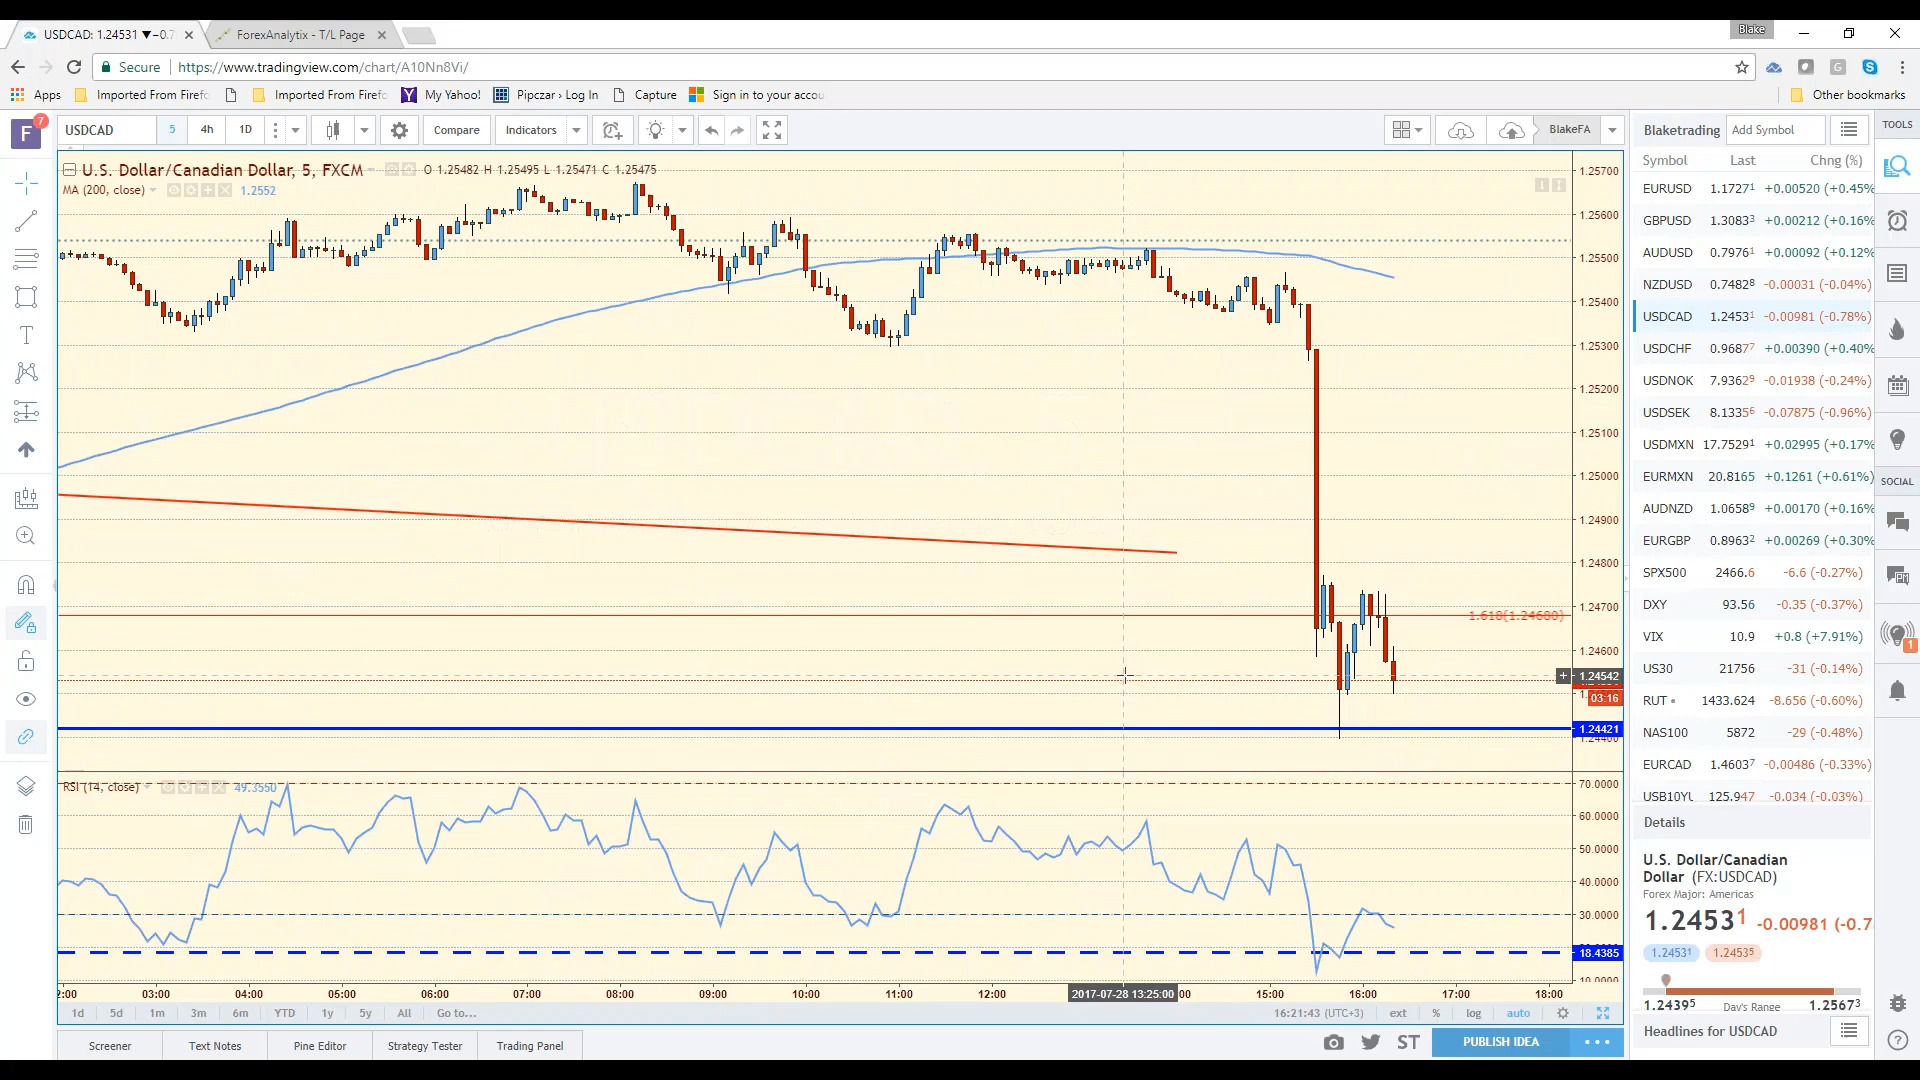 Blake
USDCAD: 1.24531 ▼−0.7
ForexAnalytix - T/L Page
Secure
https://www.tradingview.com/chart/A10Nn8Vi/
Apps
Imported From Firefo
Imported From Firefo
My Yahoo!
Pipczar › Log In
Capture
Sign in to your accou
Other bookmarks
F
7
USDCAD
5
4h
1D
Compare
Indicators
BlakeFA
Blaketrading
Add Symbol
TOOLS
U.S. Dollar/Canadian Dollar, 5, FXCM
O 1.25482 H 1.25495 L 1.25471 C 1.25475
MA (200, close)
1.2552
1.25700
1.25600
1.25500
1.25400
1.25300
1.25200
1.25100
1.25000
1.24900
1.24800
1.24700
1.618(1.24680)
1.24600
1.24542
03:16
1.24421
RSI (14, close)
49.3550
70.0000
60.0000
50.0000
40.0000
30.0000
18.4385
10.0000
2:00
03:00
04:00
05:00
06:00
07:00
08:00
09:00
10:00
11:00
12:00
2017-07-28 13:25:00
:00
15:00
16:00
17:00
18:00
1d
5d
1m
3m
6m
YTD
1y
5y
All
Go to...
16:21:43 (UTC+3)
ext
%
log
auto
Screener
Text Notes
Pine Editor
Strategy Tester
Trading Panel
ST
PUBLISH IDEA
Symbol Last Chng (%)
EURUSD 1.17271 +0.00520 (+0.45%
GBPUSD 1.30833 +0.00212 (+0.16%
AUDUSD 0.79761 +0.00092 (+0.12%
NZDUSD 0.74828 -0.00031 (-0.04%)
USDCAD 1.24531 -0.00981 (-0.78%)
USDCHF 0.96877 +0.00390 (+0.40%
USDNOK 7.93629 -0.01938 (-0.24%)
USDSEK 8.13356 -0.07875 (-0.96%)
USDMXN 17.75291 +0.02995 (+0.17%
EURMXN 20.8165 +0.1261 (+0.61%)
AUDNZD 1.06589 +0.00170 (+0.16%
EURGBP 0.89632 +0.00269 (+0.30%
SPX500 2466.6 -6.6 (-0.27%)
DXY 93.56 -0.35 (-0.37%)
VIX 10.9 +0.8 (+7.91%)
US30 21756 -31 (-0.14%)
RUT 1433.624 -8.656 (-0.60%)
NAS100 5872 -29 (-0.48%)
EURCAD 1.46037 -0.00486 (-0.33%)
USB10YU 125.947 -0.034 (-0.03%)
Details
U.S. Dollar/Canadian
Dollar (FX:USDCAD)
Forex Major: Americas
1.24531 -0.00981 (-0.7
1.24531
1.24535
1.24395
Day's Range
1.25673
Headlines for USDCAD
SOCIAL
1